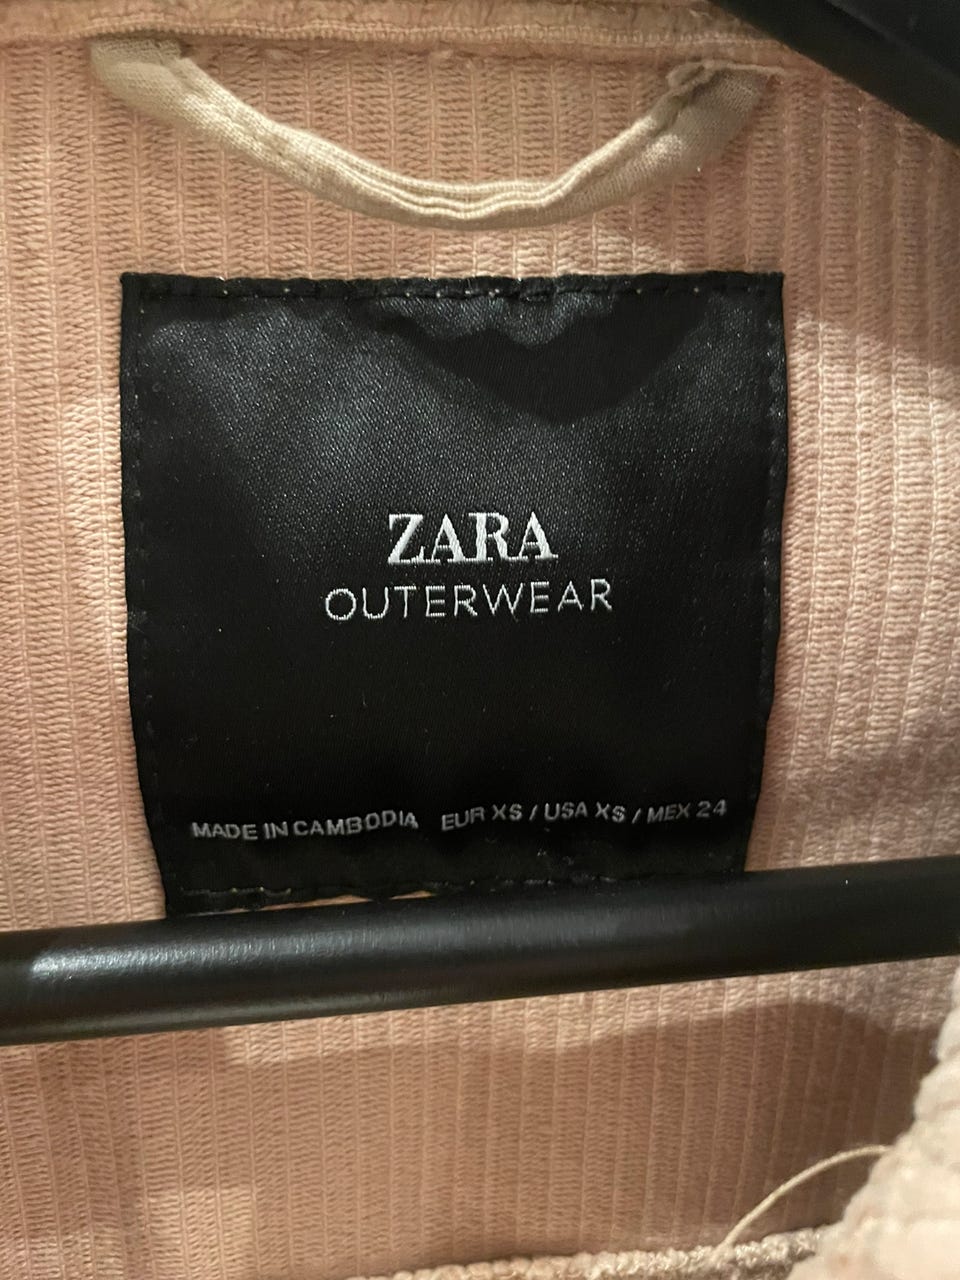 ZARA
OUTERWEAR
MADE IN CAMBODIA EUR XS / USA XS / MEX 24